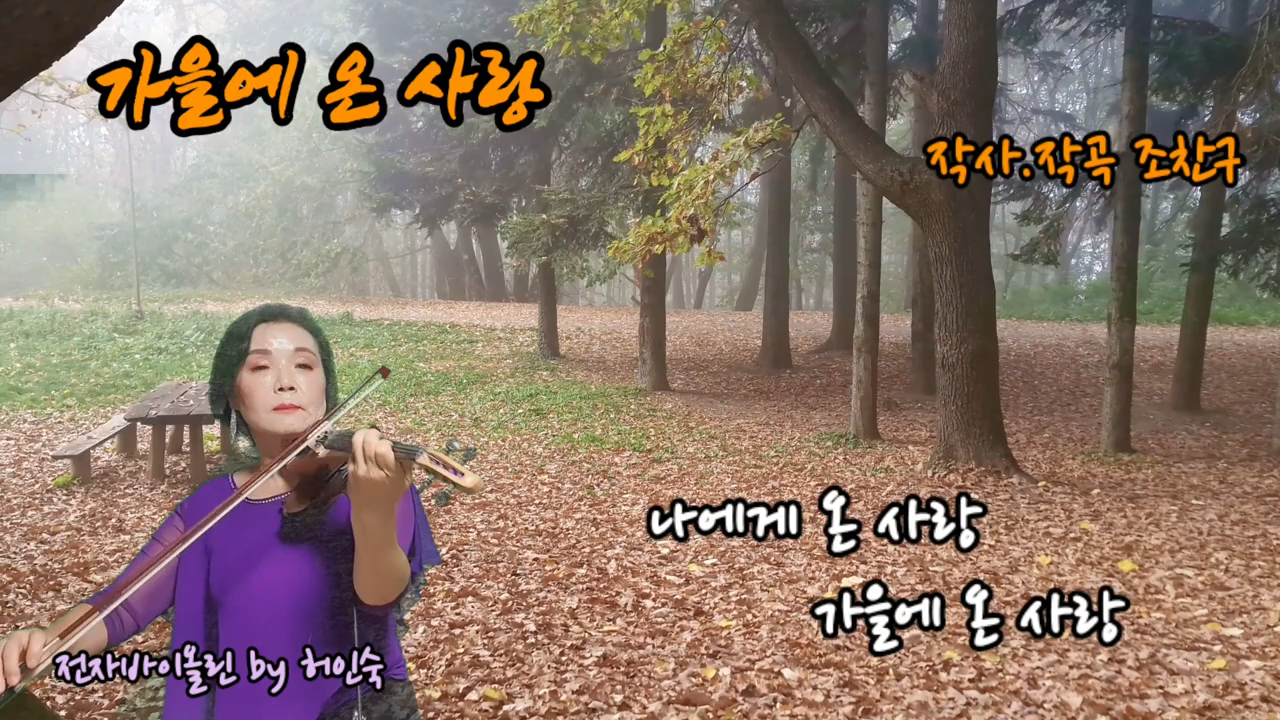 가을에 온 사랑
작사.작곡 조찬구
나에게 온 사랑
가을에 온 사랑
전자바이올린 by 허인숙